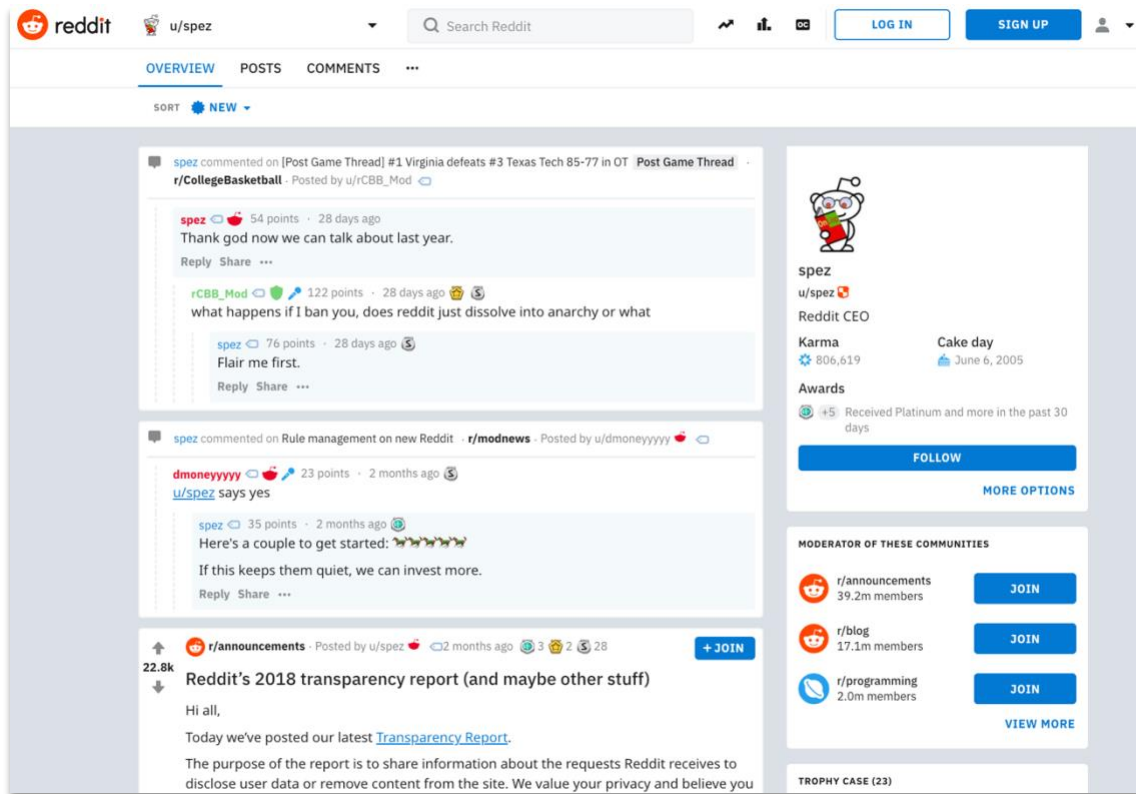 reddit u/spez Search Reddit OC LOG IN SIGN UP
OVERVIEW POSTS COMMENTS •••
SORT NEW
spez commented on [Post Game Thread] #1 Virginia defeats #3 Texas Tech 85-77 in OT Post Game Thread ·
r/CollegeBasketball · Posted by u/rCBB_Mod
spez 54 points · 28 days ago
Thank god now we can talk about last year.
Reply Share •••
rCBB_Mod 122 points · 28 days ago S
what happens if I ban you, does reddit just dissolve into anarchy or what
spez 76 points · 28 days ago S
Flair me first.
Reply Share •••
spez commented on Rule management on new Reddit · r/modnews · Posted by u/dmoneyyyyy
dmoneyyyyy 23 points · 2 months ago S
u/spez says yes
spez 35 points · 2 months ago
Here's a couple to get started:
If this keeps them quiet, we can invest more.
Reply Share •••
22.8k
r/announcements · Posted by u/spez 2 months ago 3 2 S 28 + JOIN
Reddit's 2018 transparency report (and maybe other stuff)
Hi all,
Today we've posted our latest Transparency Report.
The purpose of the report is to share information about the requests Reddit receives to
disclose user data or remove content from the site. We value your privacy and believe you
spez
u/spez
Reddit CEO
Karma Cake day
806,619 June 6, 2005
Awards
+5 Received Platinum and more in the past 30
days
FOLLOW
MORE OPTIONS
MODERATOR OF THESE COMMUNITIES
r/announcements
39.2m members
JOIN
r/blog
17.1m members
JOIN
r/programming
2.0m members
JOIN
VIEW MORE
TROPHY CASE (23)